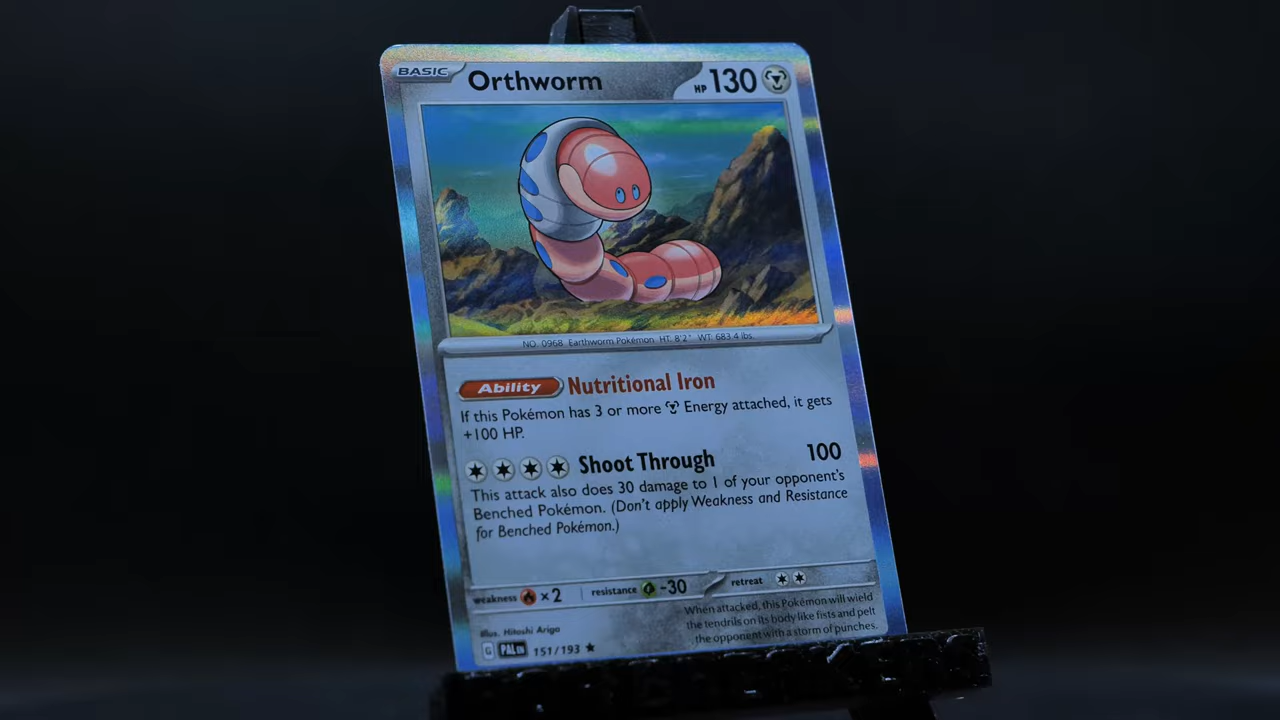 BASIC Orthworm HP 130
NO. 0968 Earthworm Pokémon HT: 8'2" WT: 683.4 lbs.
Ability Nutritional Iron
If this Pokémon has 3 or more Energy attached, it gets
+100 HP.
Shoot Through 100
This attack also does 30 damage to 1 of your opponent's
Benched Pokémon. (Don't apply Weakness and Resistance
for Benched Pokémon.)
weakness ×2 resistance -30 retreat
When attacked, this Pokémon will wield
the tendrils on its body like fists and pelt
the opponent with a storm of punches.
Illus. Hitoshi Ariga
G PAL EN 151/193